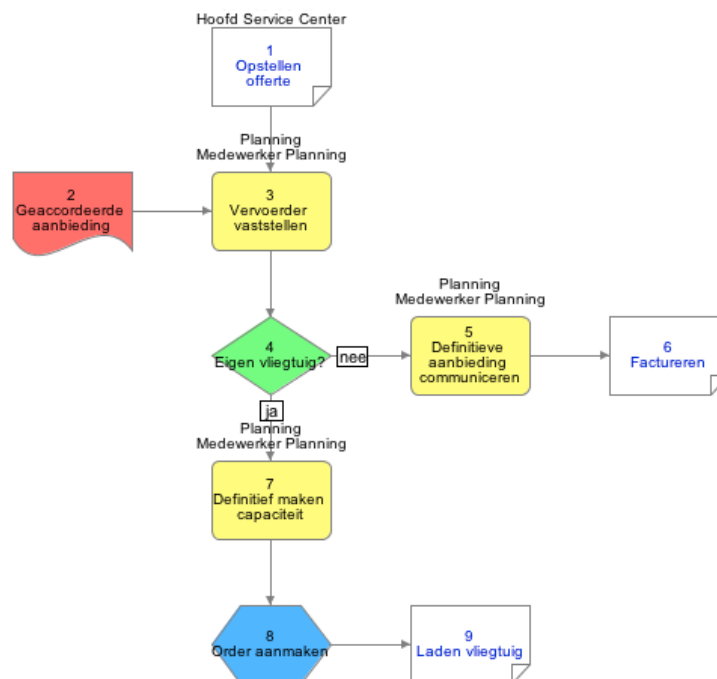 Hoofd Service Center
1
Opstellen
offerte
Planning
Medewerker Planning
2
Geaccordeerde
aanbieding
3
Vervoerder
vaststellen
Planning
Medewerker Planning
4
Eigen vliegtuig?
nee
5
Definitieve
aanbieding
communiceren
6
Factureren
ja
Planning
Medewerker Planning
7
Definitief maken
capaciteit
8
Order aanmaken
9
Laden vliegtuig